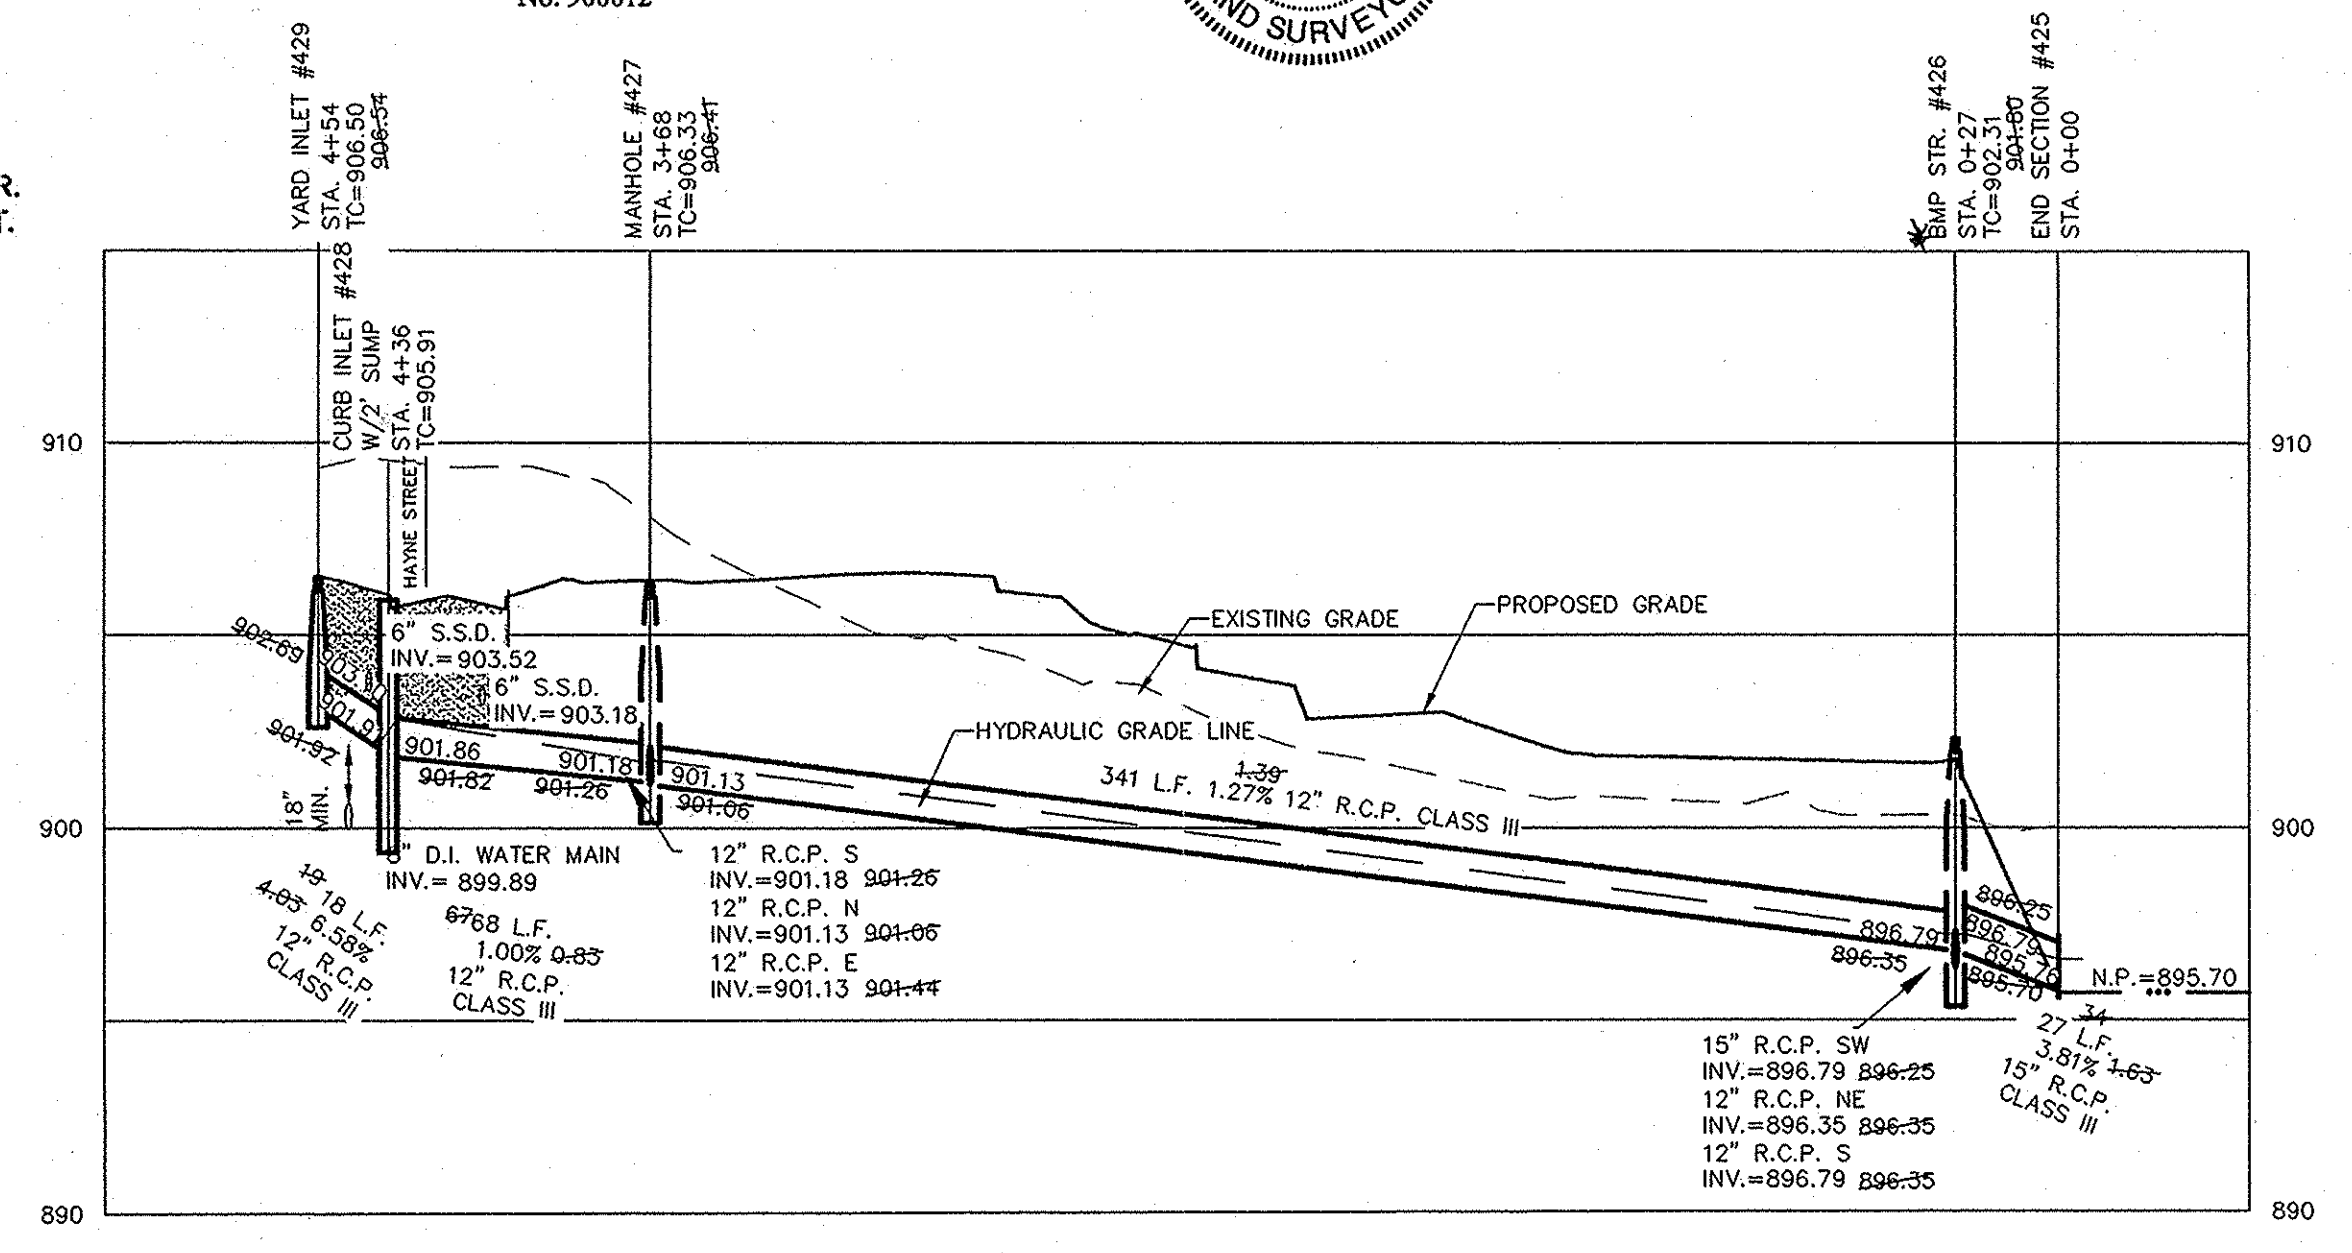 No. 900012
ND SURVEYO
R.
T.
YARD INLET #429
STA. 4+54
TC=906.50
906.54
CURB INLET #428
W/2' SUMP
STA. 4+36
TC=905.91
HAYNE STREET
MANHOLE #427
STA. 3+68
TC=906.33
906.41
BMP STR. #426
STA. 0+27
TC=902.31
901.80
END SECTION #425
STA. 0+00
910
910
EXISTING GRADE
PROPOSED GRADE
6" S.S.D.
INV.=903.52
6" S.S.D.
INV.=903.18
902.69
903.10
901.97
901.92
HYDRAULIC GRADE LINE
901.86
901.82
901.18
901.26
901.13
901.06
1.39
341 L.F. 1.27% 12" R.C.P. CLASS III
18"
MIN.
900
900
8" D.I. WATER MAIN
INV.= 899.89
19 18 L.F.
4.03 6.58%
12" R.C.P.
CLASS III
67 68 L.F.
1.00% 0.83
12" R.C.P.
CLASS III
12" R.C.P. S
INV.=901.18 901.26
12" R.C.P. N
INV.=901.13 901.06
12" R.C.P. E
INV.=901.13 901.44
896.25
896.79
896.79
896.35
895.76
895.70
N.P.=895.70
34
27 L.F.
3.81% 1.63
15" R.C.P.
CLASS III
15" R.C.P. SW
INV.=896.79 896.25
12" R.C.P. NE
INV.=896.35 896.35
12" R.C.P. S
INV.=896.79 896.35
890
890